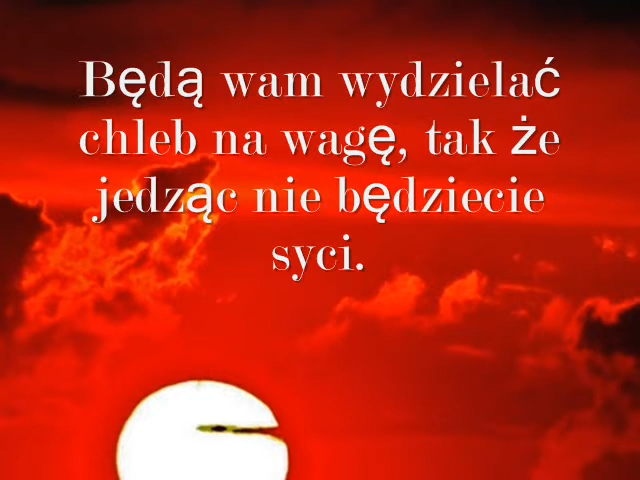 Będą wam wydzielać
chleb na wagę, tak że
jedząc nie będziecie
syci.